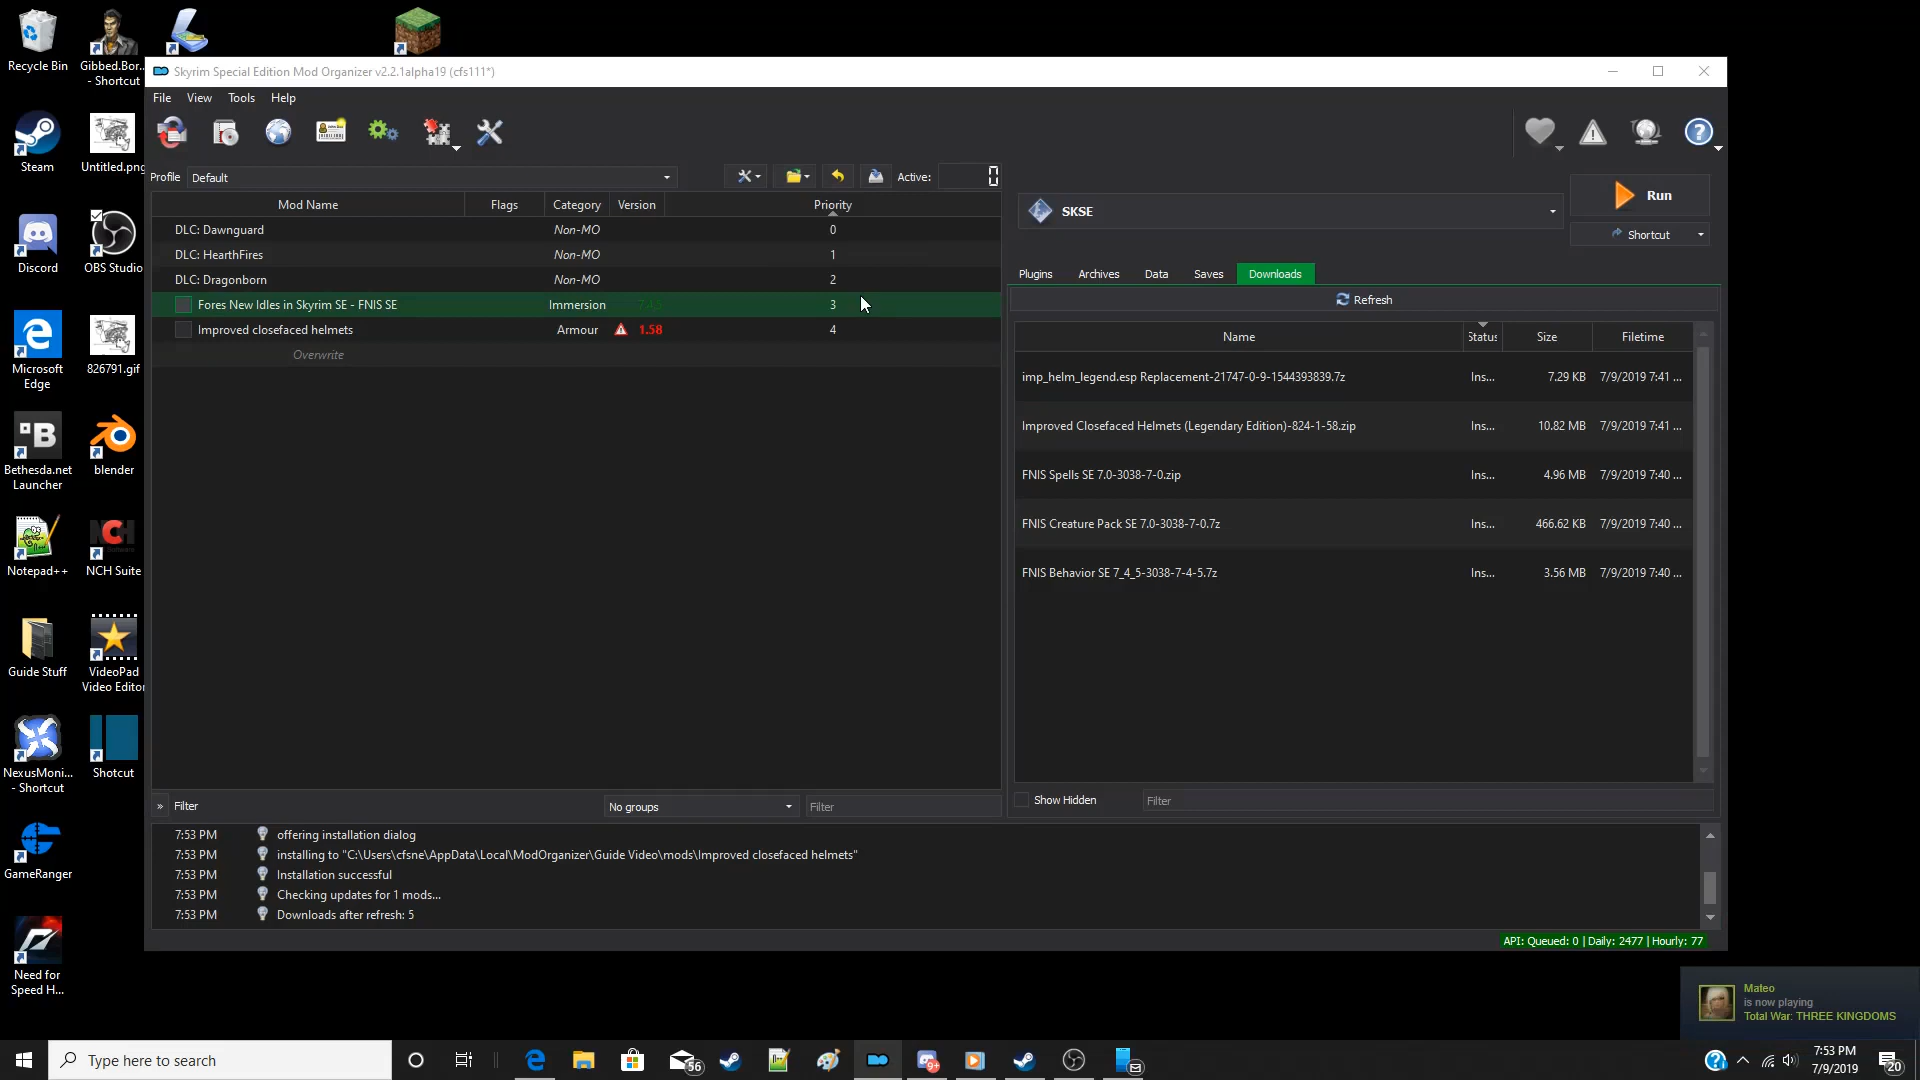 Recycle Bin
Gibbed.Bor...
- Shortcut
Steam
Untitled.png
Discord
OBS Studio
Microsoft
Edge
826791.gif
Bethesda.net
Launcher
blender
Notepad++
NCH Suite
Guide Stuff
VideoPad
Video Editor
NexusMoni...
- Shortcut
Shotcut
GameRanger
Need for
Speed H...
Skyrim Special Edition Mod Organizer v2.2.1alpha19 (cfs111*)
File View Tools Help
Profile Default Active: 0
Mod Name Flags Category Version Priority
DLC: Dawnguard Non-MO 0
DLC: HearthFires Non-MO 1
DLC: Dragonborn Non-MO 2
Fores New Idles in Skyrim SE - FNIS SE Immersion 7.4.5 3
Improved closefaced helmets Armour 1.58 4
Overwrite
» Filter No groups Filter
SKSE
Run
Shortcut
Plugins Archives Data Saves Downloads
Refresh
Name Status Size Filetime
imp_helm_legend.esp Replacement-21747-0-9-1544393839.7z Ins... 7.29 KB 7/9/2019 7:41 ...
Improved Closefaced Helmets (Legendary Edition)-824-1-58.zip Ins... 10.82 MB 7/9/2019 7:41 ...
FNIS Spells SE 7.0-3038-7-0.zip Ins... 4.96 MB 7/9/2019 7:40 ...
FNIS Creature Pack SE 7.0-3038-7-0.7z Ins... 466.62 KB 7/9/2019 7:40 ...
FNIS Behavior SE 7_4_5-3038-7-4-5.7z Ins... 3.56 MB 7/9/2019 7:40 ...
Show Hidden Filter
7:53 PM offering installation dialog
7:53 PM installing to "C:\Users\cfsne\AppData\Local\ModOrganizer\Guide Video\mods\Improved closefaced helmets"
7:53 PM Installation successful
7:53 PM Checking updates for 1 mods...
7:53 PM Downloads after refresh: 5
API: Queued: 0 | Daily: 2477 | Hourly: 77
Mateo
is now playing
Total War: THREE KINGDOMS
Type here to search
56
9+
7:53 PM
7/9/2019
20